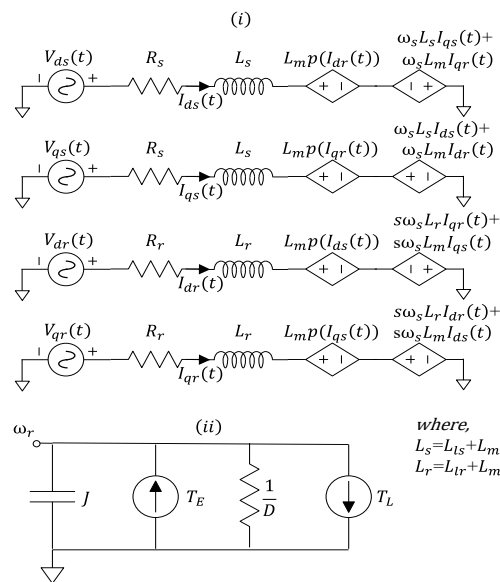 (i)
V_ds(t) R_s L_s L_m p(I_dr(t)) ω_s L_s I_qs(t)+
ω_s L_m I_qr(t)
I_ds(t)
V_qs(t) R_s L_s L_m p(I_qr(t)) ω_s L_s I_ds(t)+
ω_s L_m I_dr(t)
I_qs(t)
V_dr(t) R_r L_r L_m p(I_ds(t)) sω_s L_r I_qr(t)+
sω_s L_m I_qs(t)
I_dr(t)
V_qr(t) R_r L_r L_m p(I_qs(t)) sω_s L_r I_dr(t)+
sω_s L_m I_ds(t)
I_qr(t)
(ii)
ω_r
J T_E 1/D T_L
where,
L_s=L_ls+L_m
L_r=L_lr+L_m